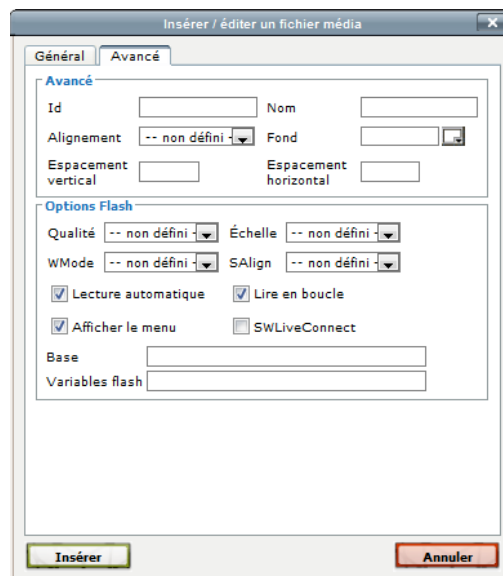 Insérer / éditer un fichier média
Général Avancé
Avancé
Id Nom
Alignement -- non défini - Fond
Espacement vertical Espacement horizontal
Options Flash
Qualité -- non défini - Échelle -- non défini -
WMode -- non défini - SAlign -- non défini -
Lecture automatique Lire en boucle
Afficher le menu SWLiveConnect
Base
Variables flash
Insérer Annuler